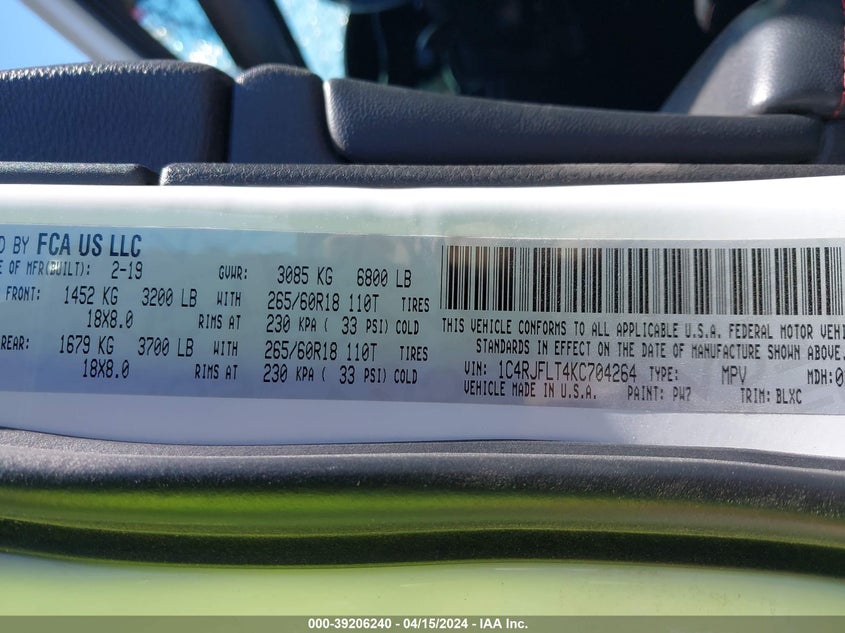 D BY FCA US LLC
E OF MFR(BUILT): 2-19 GVWR: 3085 KG 6800 LB
FRONT: 1452 KG 3200 LB WITH 265/60R18 110T TIRES
18X8.0 RIMS AT 230 KPA ( 33 PSI) COLD
REAR: 1679 KG 3700 LB WITH 265/60R18 110T TIRES
18X8.0 RIMS AT 230 KPA ( 33 PSI) COLD
THIS VEHICLE CONFORMS TO ALL APPLICABLE U.S.A. FEDERAL MOTOR VEHI
STANDARDS IN EFFECT ON THE DATE OF MANUFACTURE SHOWN ABOVE.
VIN: 1C4RJFLT4KC704264 TYPE: MPV MDH: 0
VEHICLE MADE IN U.S.A. PAINT: PW7 TRIM: BLXC
000-39206240 - 04/15/2024 - IAA Inc.